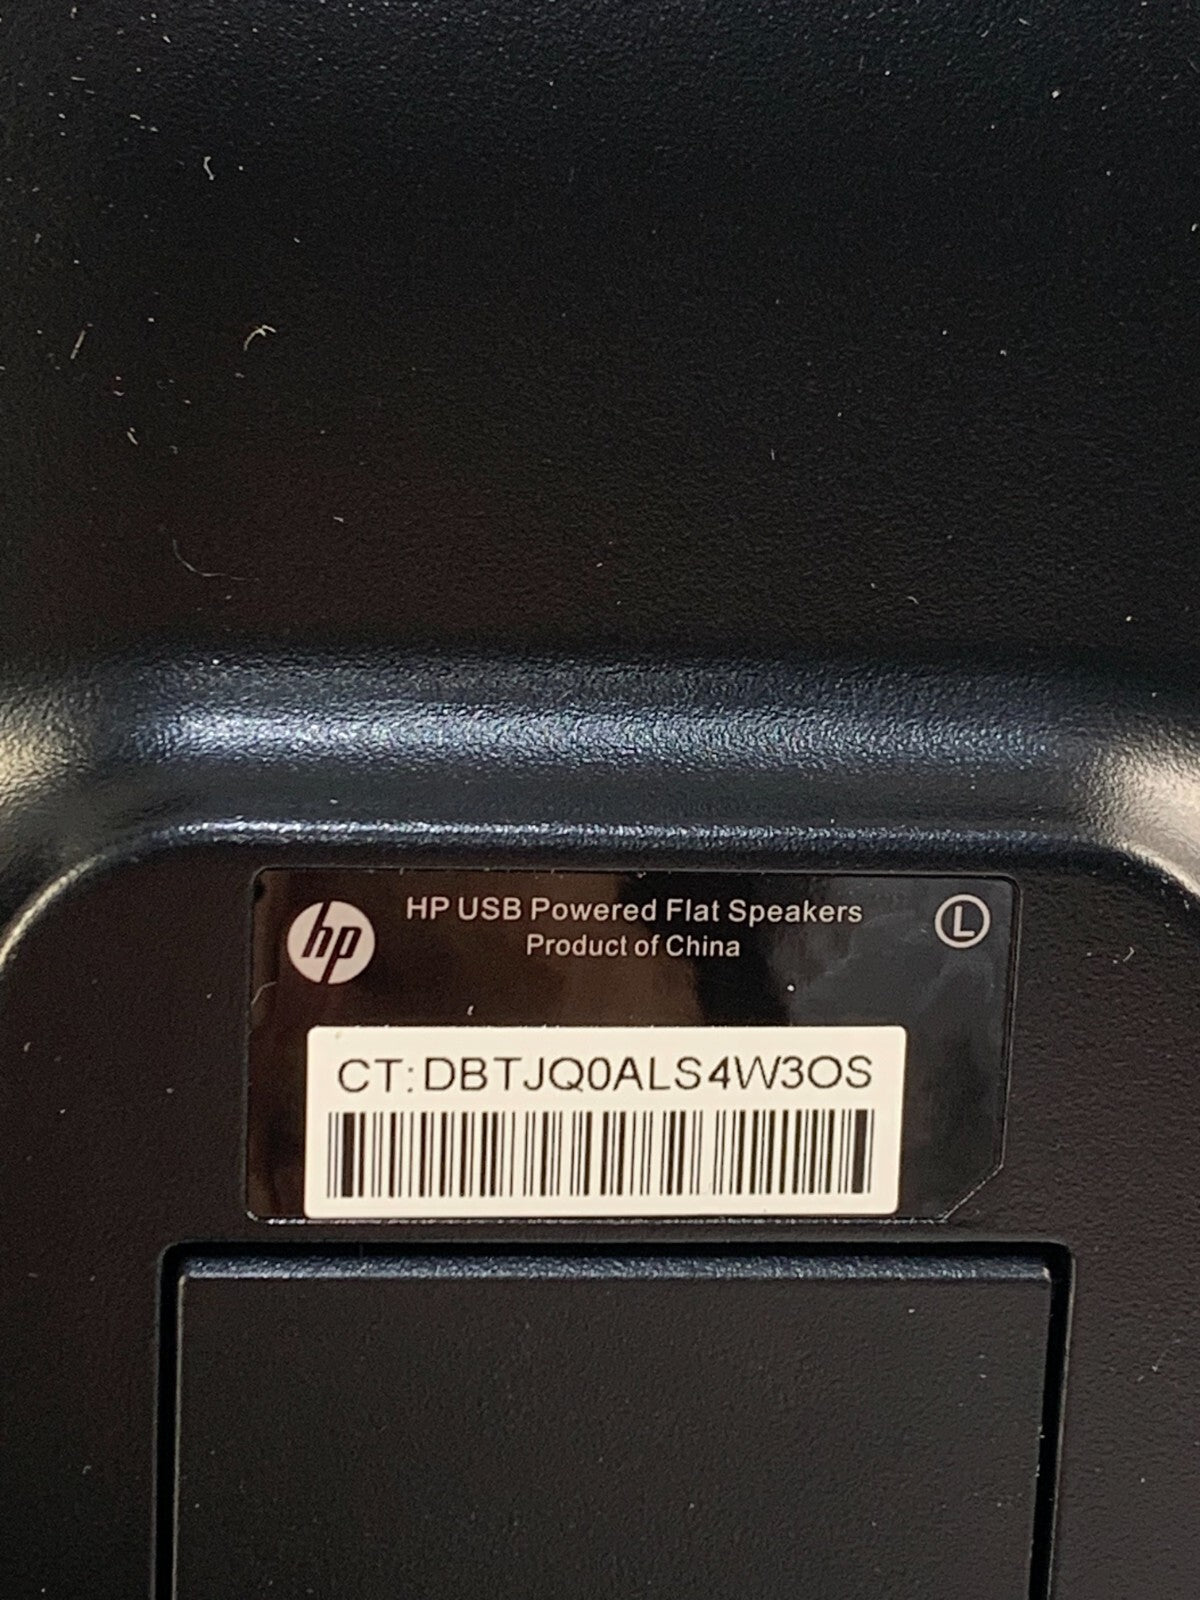 hp
HP USB Powered Flat Speakers
L
Product of China
CT:DBTJQ0ALS4W3OS